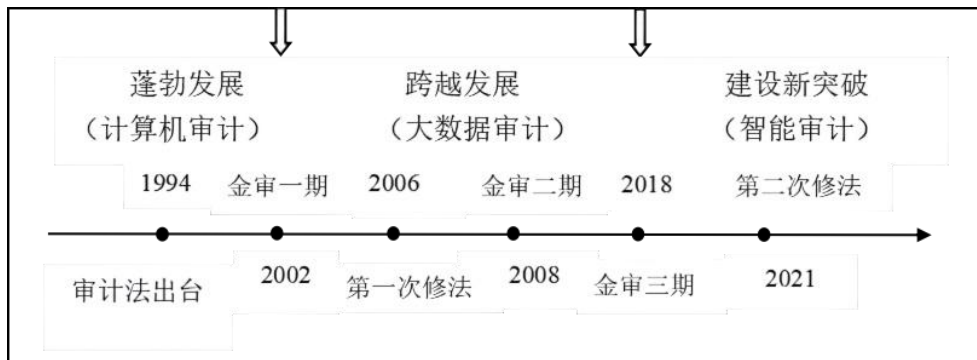 蓬勃发展
(计算机审计)
跨越发展
(大数据审计)
建设新突破
(智能审计)
1994 金审一期 2006 金审二期 2018 第二次修法
审计法出台 2002 第一次修法 2008 金审三期 2021